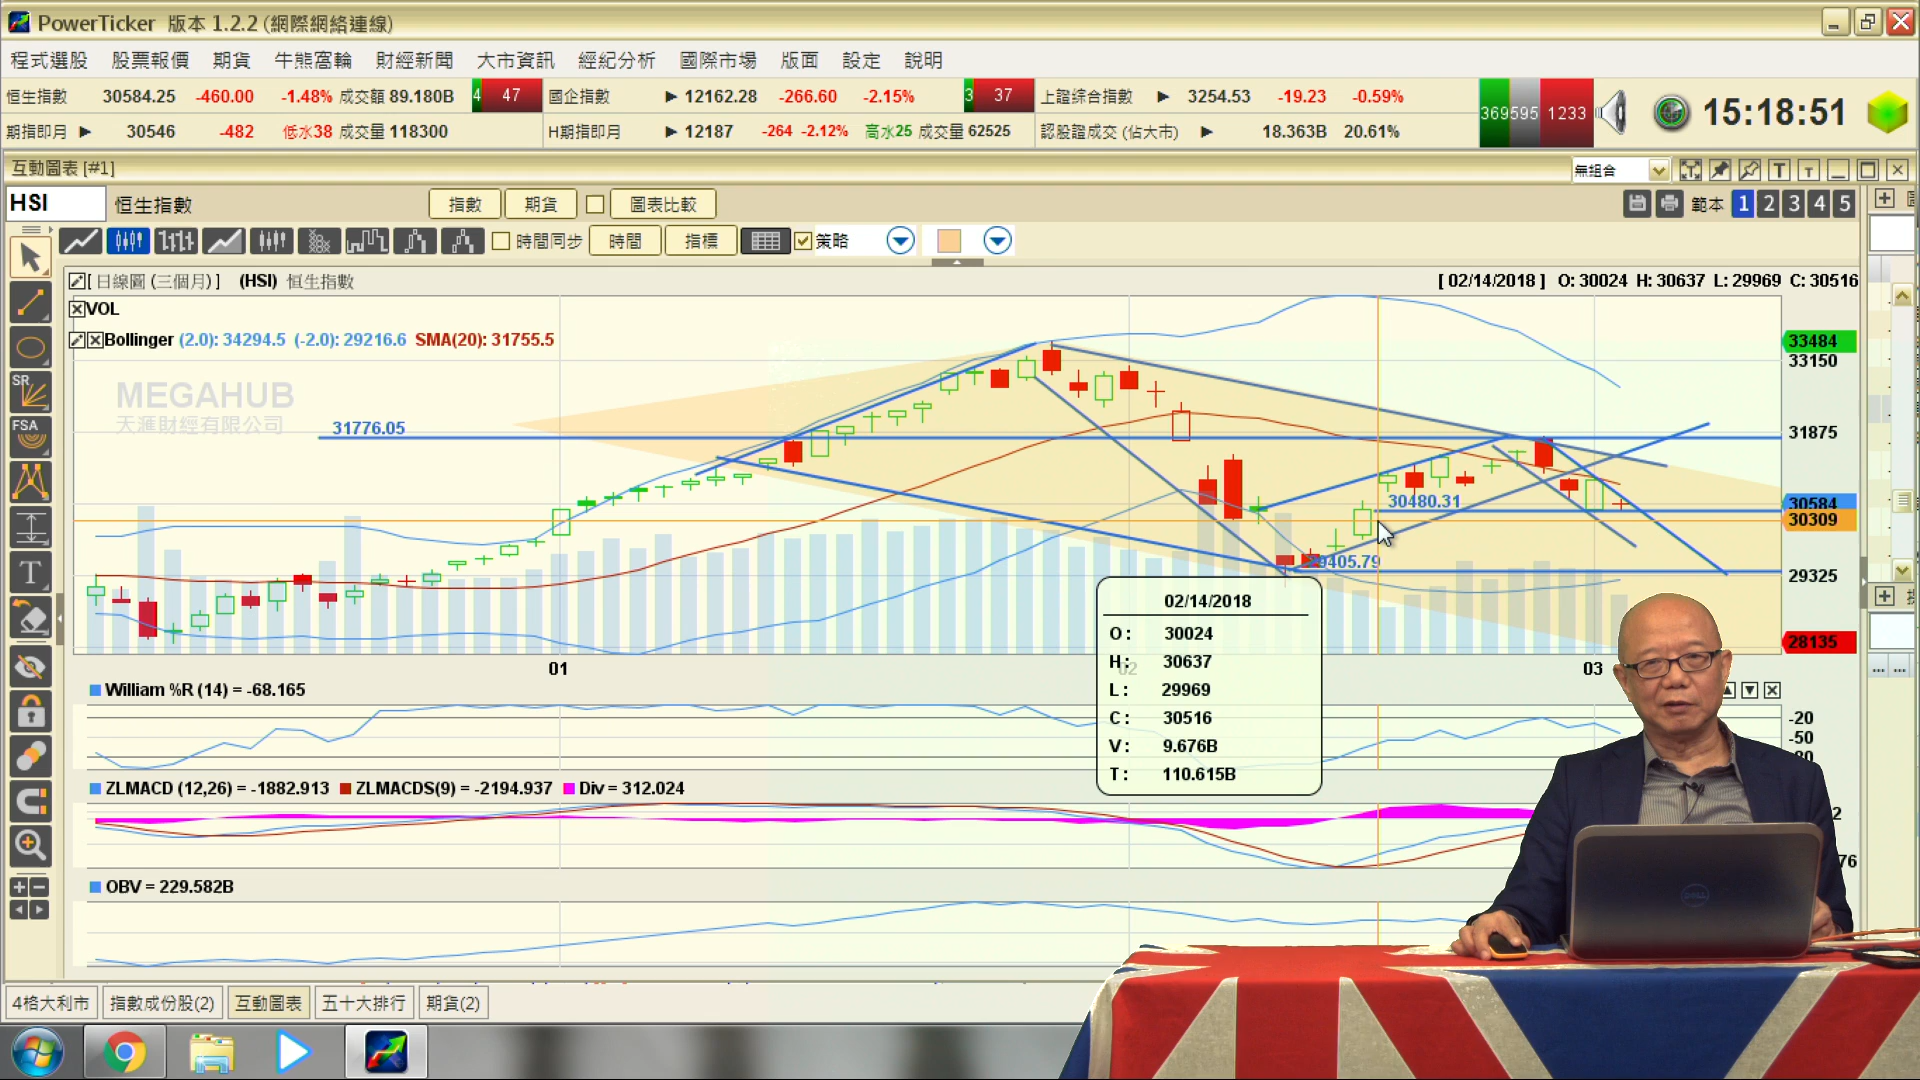 PowerTicker 版本 1.2.2 (網際網絡連線)
程式選股 股票報價 期貨 牛熊窩輪 財經新聞 大市資訊 經紀分析 國際市場 版面 設定 說明
恒生指數 30584.25 -460.00 -1.48% 成交額 89.180B 4 47 國企指數 12162.28 -266.60 -2.15% 3 37 上證綜合指數 3254.53 -19.23 -0.59% 369 595 1233 15:18:51
期指即月 30546 -482 低水38 成交量 118300 H期指即月 12187 -264 -2.12% 高水25 成交量 62525 認股證成交 (佔大市) 18.363B 20.61%
互動圖表 [#1] 無組合 T T
HSI 恒生指數 指數 期貨 圖表比較 範本 1 2 3 4 5
時間同步 時間 指標 策略
[ 日線圖 (三個月) ] (HSI) 恒生指數 [ 02/14/2018 ] O: 30024 H: 30637 L: 29969 C: 30516
VOL
Bollinger (2.0): 34294.5 (-2.0): 29216.6 SMA(20): 31755.5
33484
33150
SR
MEGAHUB
天滙財經有限公司
31776.05
31875
FSA
30480.31
30584
30309
T
9405.79
29325
02/14/2018
O : 30024
H : 30637
L : 29969
C : 30516
V : 9.676B
T : 110.615B
28135
01 02 03
William %R (14) = -68.165
-20
-50
ZLMACD (12,26) = -1882.913 ZLMACDS(9) = -2194.937 Div = 312.024
2
76
OBV = 229.582B
4格大利市 指數成份股(2) 互動圖表 五十大排行 期貨(2)
DELL